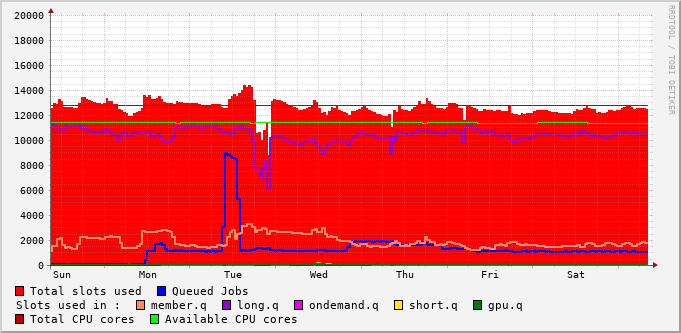 20000
18000
16000
14000
12000
10000
8000
6000
4000
2000
0
Sun Mon Tue Wed Thu Fri Sat
RRDTOOL / TOBI OETIKER
Total slots used Queued Jobs
Slots used in : member.q long.q ondemand.q short.q gpu.q
Total CPU cores Available CPU cores